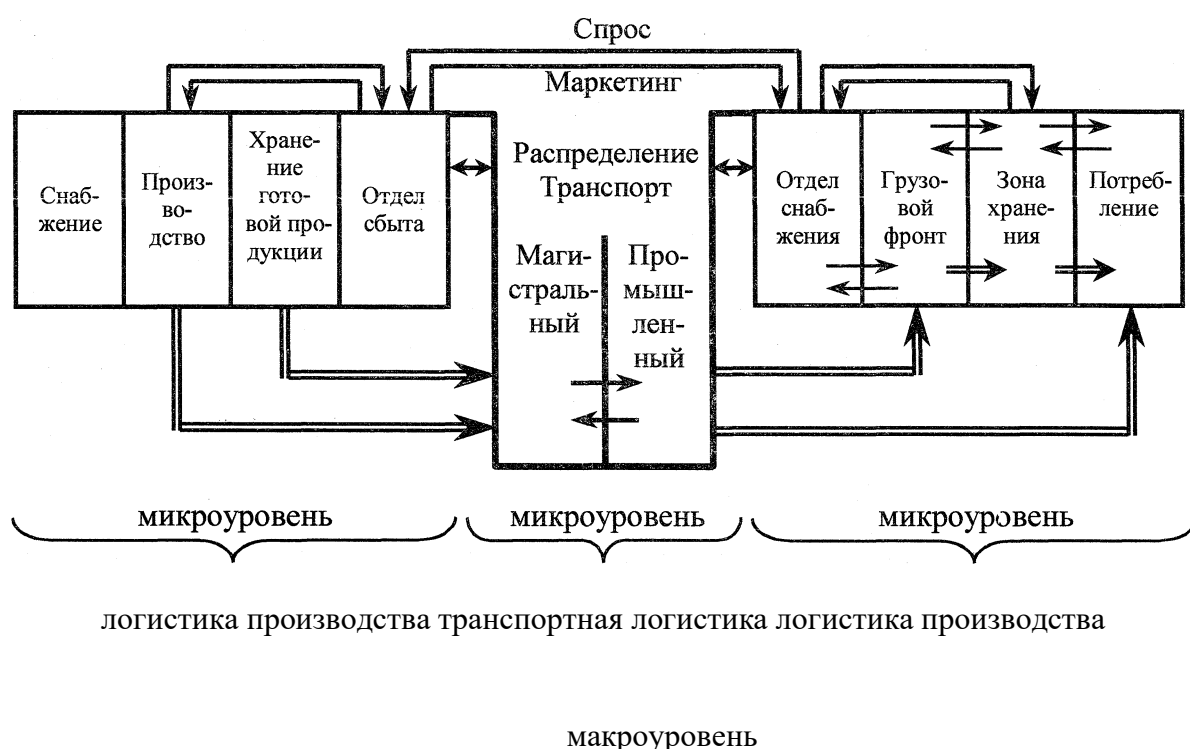 Спрос
Маркетинг
Снаб-
жение
Произ-
во-
дство
Хране-
ние
гото-
вой про-
дукции
Отдел
сбыта
Распределение
Транспорт
Маги-
страль-
ный
Про-
мыш-
лен-
ный
Отдел
снаб-
жения
Грузо-
вой
фронт
Зона
хране-
ния
Потреб-
ление
микроуровень
микроуровень
микроуровень
логистика производства транспортная логистика логистика производства
макроуровень